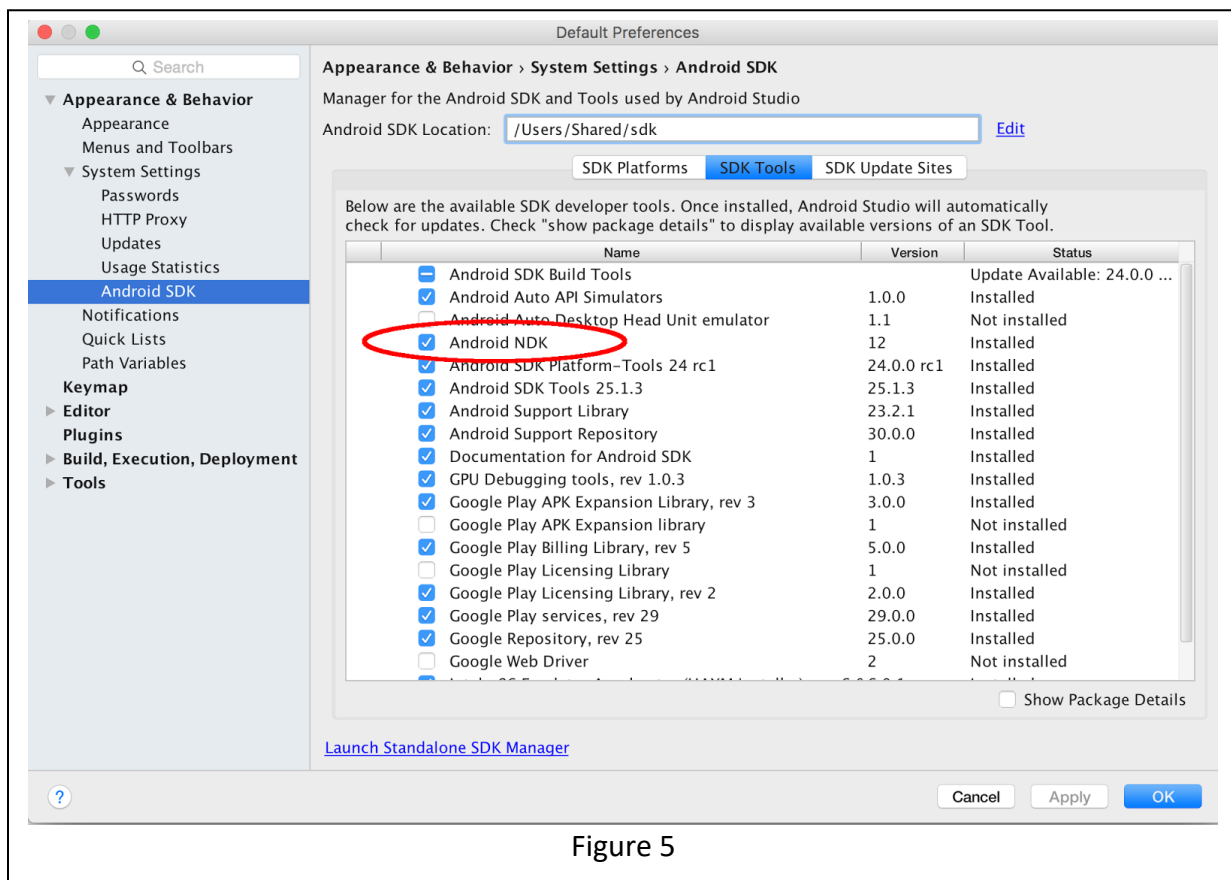 Default Preferences
Search
Appearance & Behavior
Appearance
Menus and Toolbars
System Settings
Passwords
HTTP Proxy
Updates
Usage Statistics
Android SDK
Notifications
Quick Lists
Path Variables
Keymap
Editor
Plugins
Build, Execution, Deployment
Tools
Appearance & Behavior › System Settings › Android SDK
Manager for the Android SDK and Tools used by Android Studio
Android SDK Location: /Users/Shared/sdk Edit
SDK Platforms SDK Tools SDK Update Sites
Below are the available SDK developer tools. Once installed, Android Studio will automatically
check for updates. Check "show package details" to display available versions of an SDK Tool.
Name Version Status
Android SDK Build Tools Update Available: 24.0.0 ...
Android Auto API Simulators 1.0.0 Installed
Android Auto Desktop Head Unit emulator 1.1 Not installed
Android NDK 12 Installed
Android SDK Platform-Tools 24 rc1 24.0.0 rc1 Installed
Android SDK Tools 25.1.3 25.1.3 Installed
Android Support Library 23.2.1 Installed
Android Support Repository 30.0.0 Installed
Documentation for Android SDK 1 Installed
GPU Debugging tools, rev 1.0.3 1.0.3 Installed
Google Play APK Expansion Library, rev 3 3.0.0 Installed
Google Play APK Expansion library 1 Not installed
Google Play Billing Library, rev 5 5.0.0 Installed
Google Play Licensing Library 1 Not installed
Google Play Licensing Library, rev 2 2.0.0 Installed
Google Play services, rev 29 29.0.0 Installed
Google Repository, rev 25 25.0.0 Installed
Google Web Driver 2 Not installed
Show Package Details
Launch Standalone SDK Manager
? Cancel Apply OK
Figure 5